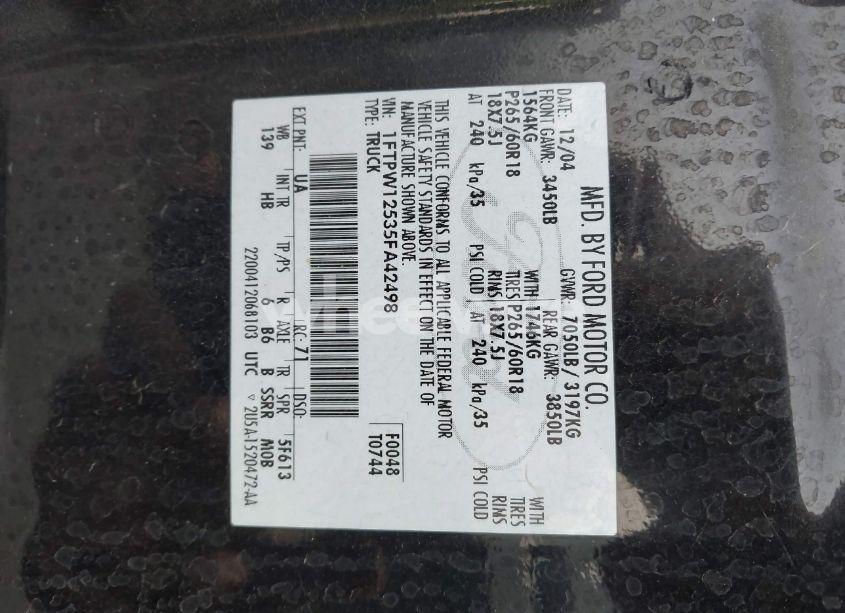 MFD. BY FORD MOTOR CO.
DATE: 12/04 GVWR: 7050LB / 3197KG
FRONT GAWR: 3450LB REAR GAWR: 3850LB
1564KG WITH 1746KG WITH
P265/60R18 TIRES P265/60R18 TIRES
18X7.5J RIMS 18X7.5J RIMS
AT 240 kPa/35 PSI COLD AT 240 kPa/35 PSI COLD
THIS VEHICLE CONFORMS TO ALL APPLICABLE FEDERAL MOTOR
VEHICLE SAFETY STANDARDS IN EFFECT ON THE DATE OF
MANUFACTURE SHOWN ABOVE.
VIN: 1FTPW12535FA42498 F0048
TYPE: TRUCK T0744
EXT PNT: UA RC: 71 DSO:
WB INT TR TP/PS R AXLE TR SPR 5F613
139 HB 6 B6 B SSRR MOB
2200412068103 UTC ▽ 2U5A-1520472-AA